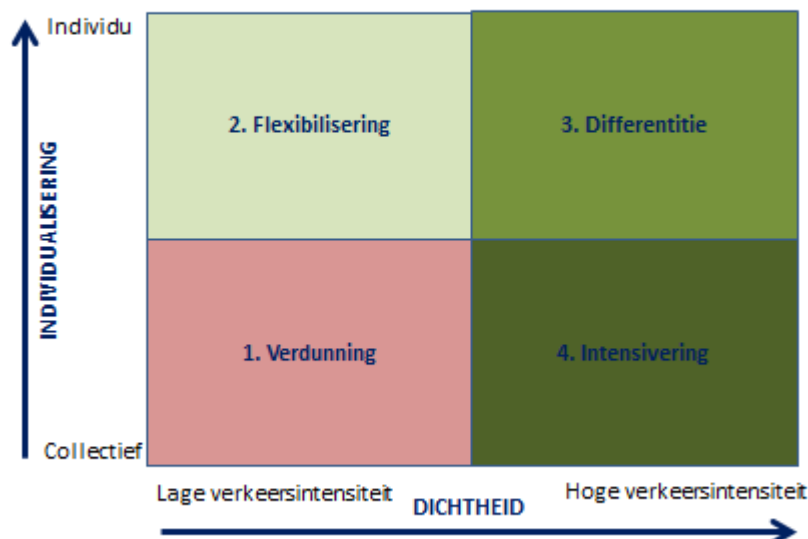 Individu
2. Flexibilisering
3. Differentitie
INDIVIDUALISERING
1. Verdunning
4. Intensivering
Collectief
Lage verkeersintensiteit
Hoge verkeersintensiteit
DICHTHEID